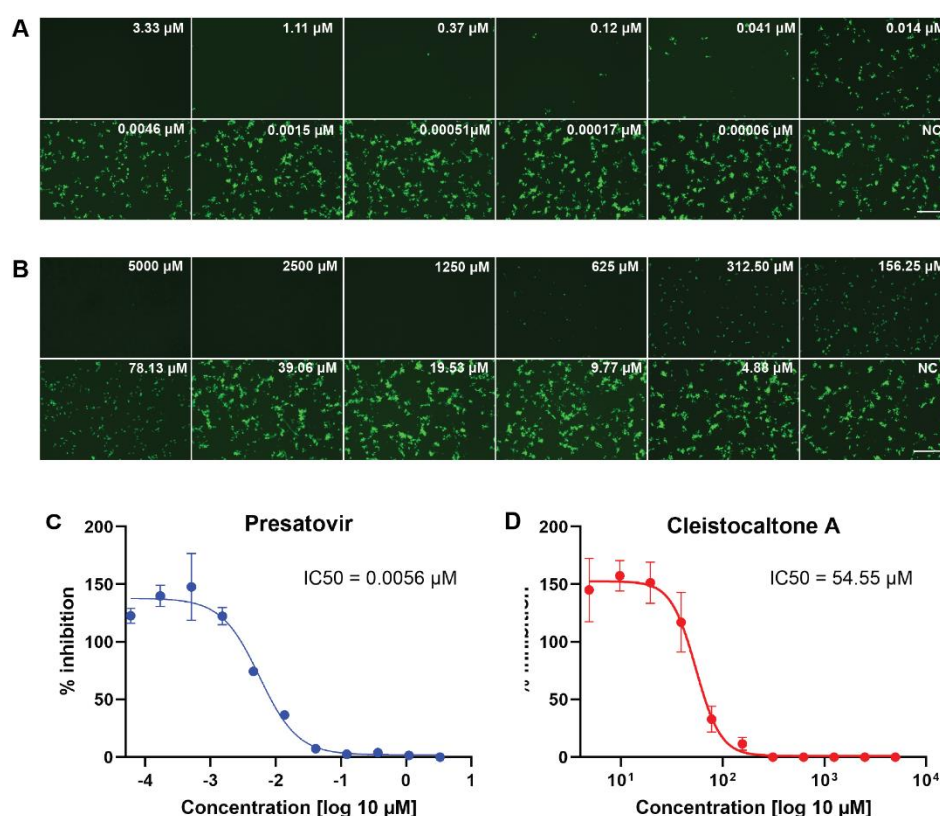 A
3.33 µM 1.11 µM 0.37 µM 0.12 µM 0.041 µM 0.014 µM
0.0046 µM 0.0015 µM 0.00051µM 0.00017 µM 0.00006 µM NC
B
5000 µM 2500 µM 1250 µM 625 µM 312.50 µM 156.25 µM
78.13 µM 39.06 µM 19.53 µM 9.77 µM 4.88 µM NC
C
Presatovir
IC50 = 0.0056 µM
% inhibition
200
150
100
50
0
-4 -3 -2 -1 0 1
Concentration [log 10 µM]
D
Cleistocaltone A
IC50 = 54.55 µM
% inhibition
200
150
100
50
0
10¹ 10² 10³ 10⁴
Concentration [log 10 µM]